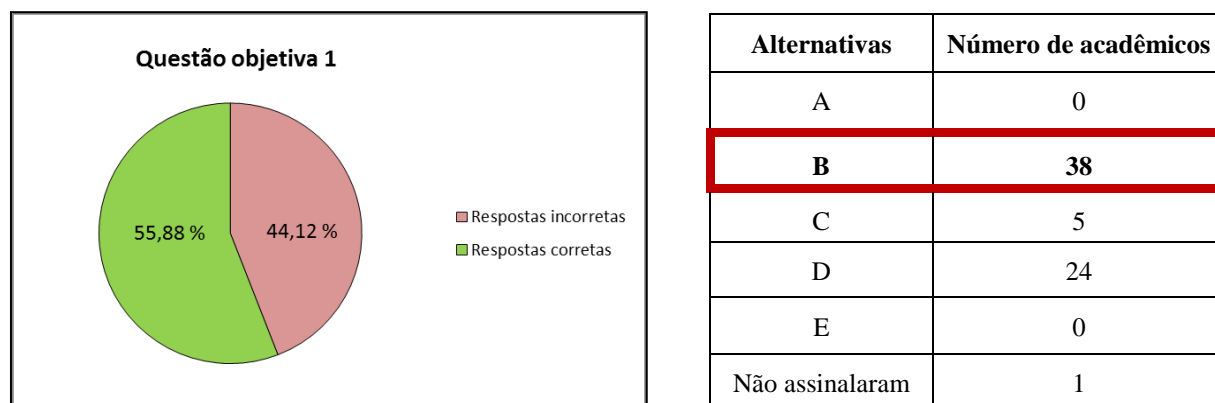 Questão objetiva 1
55,88 %
44,12 %
Respostas incorretas
Respostas corretas
Alternativas Número de acadêmicos
A 0
B 38
C 5
D 24
E 0
Não assinalaram 1